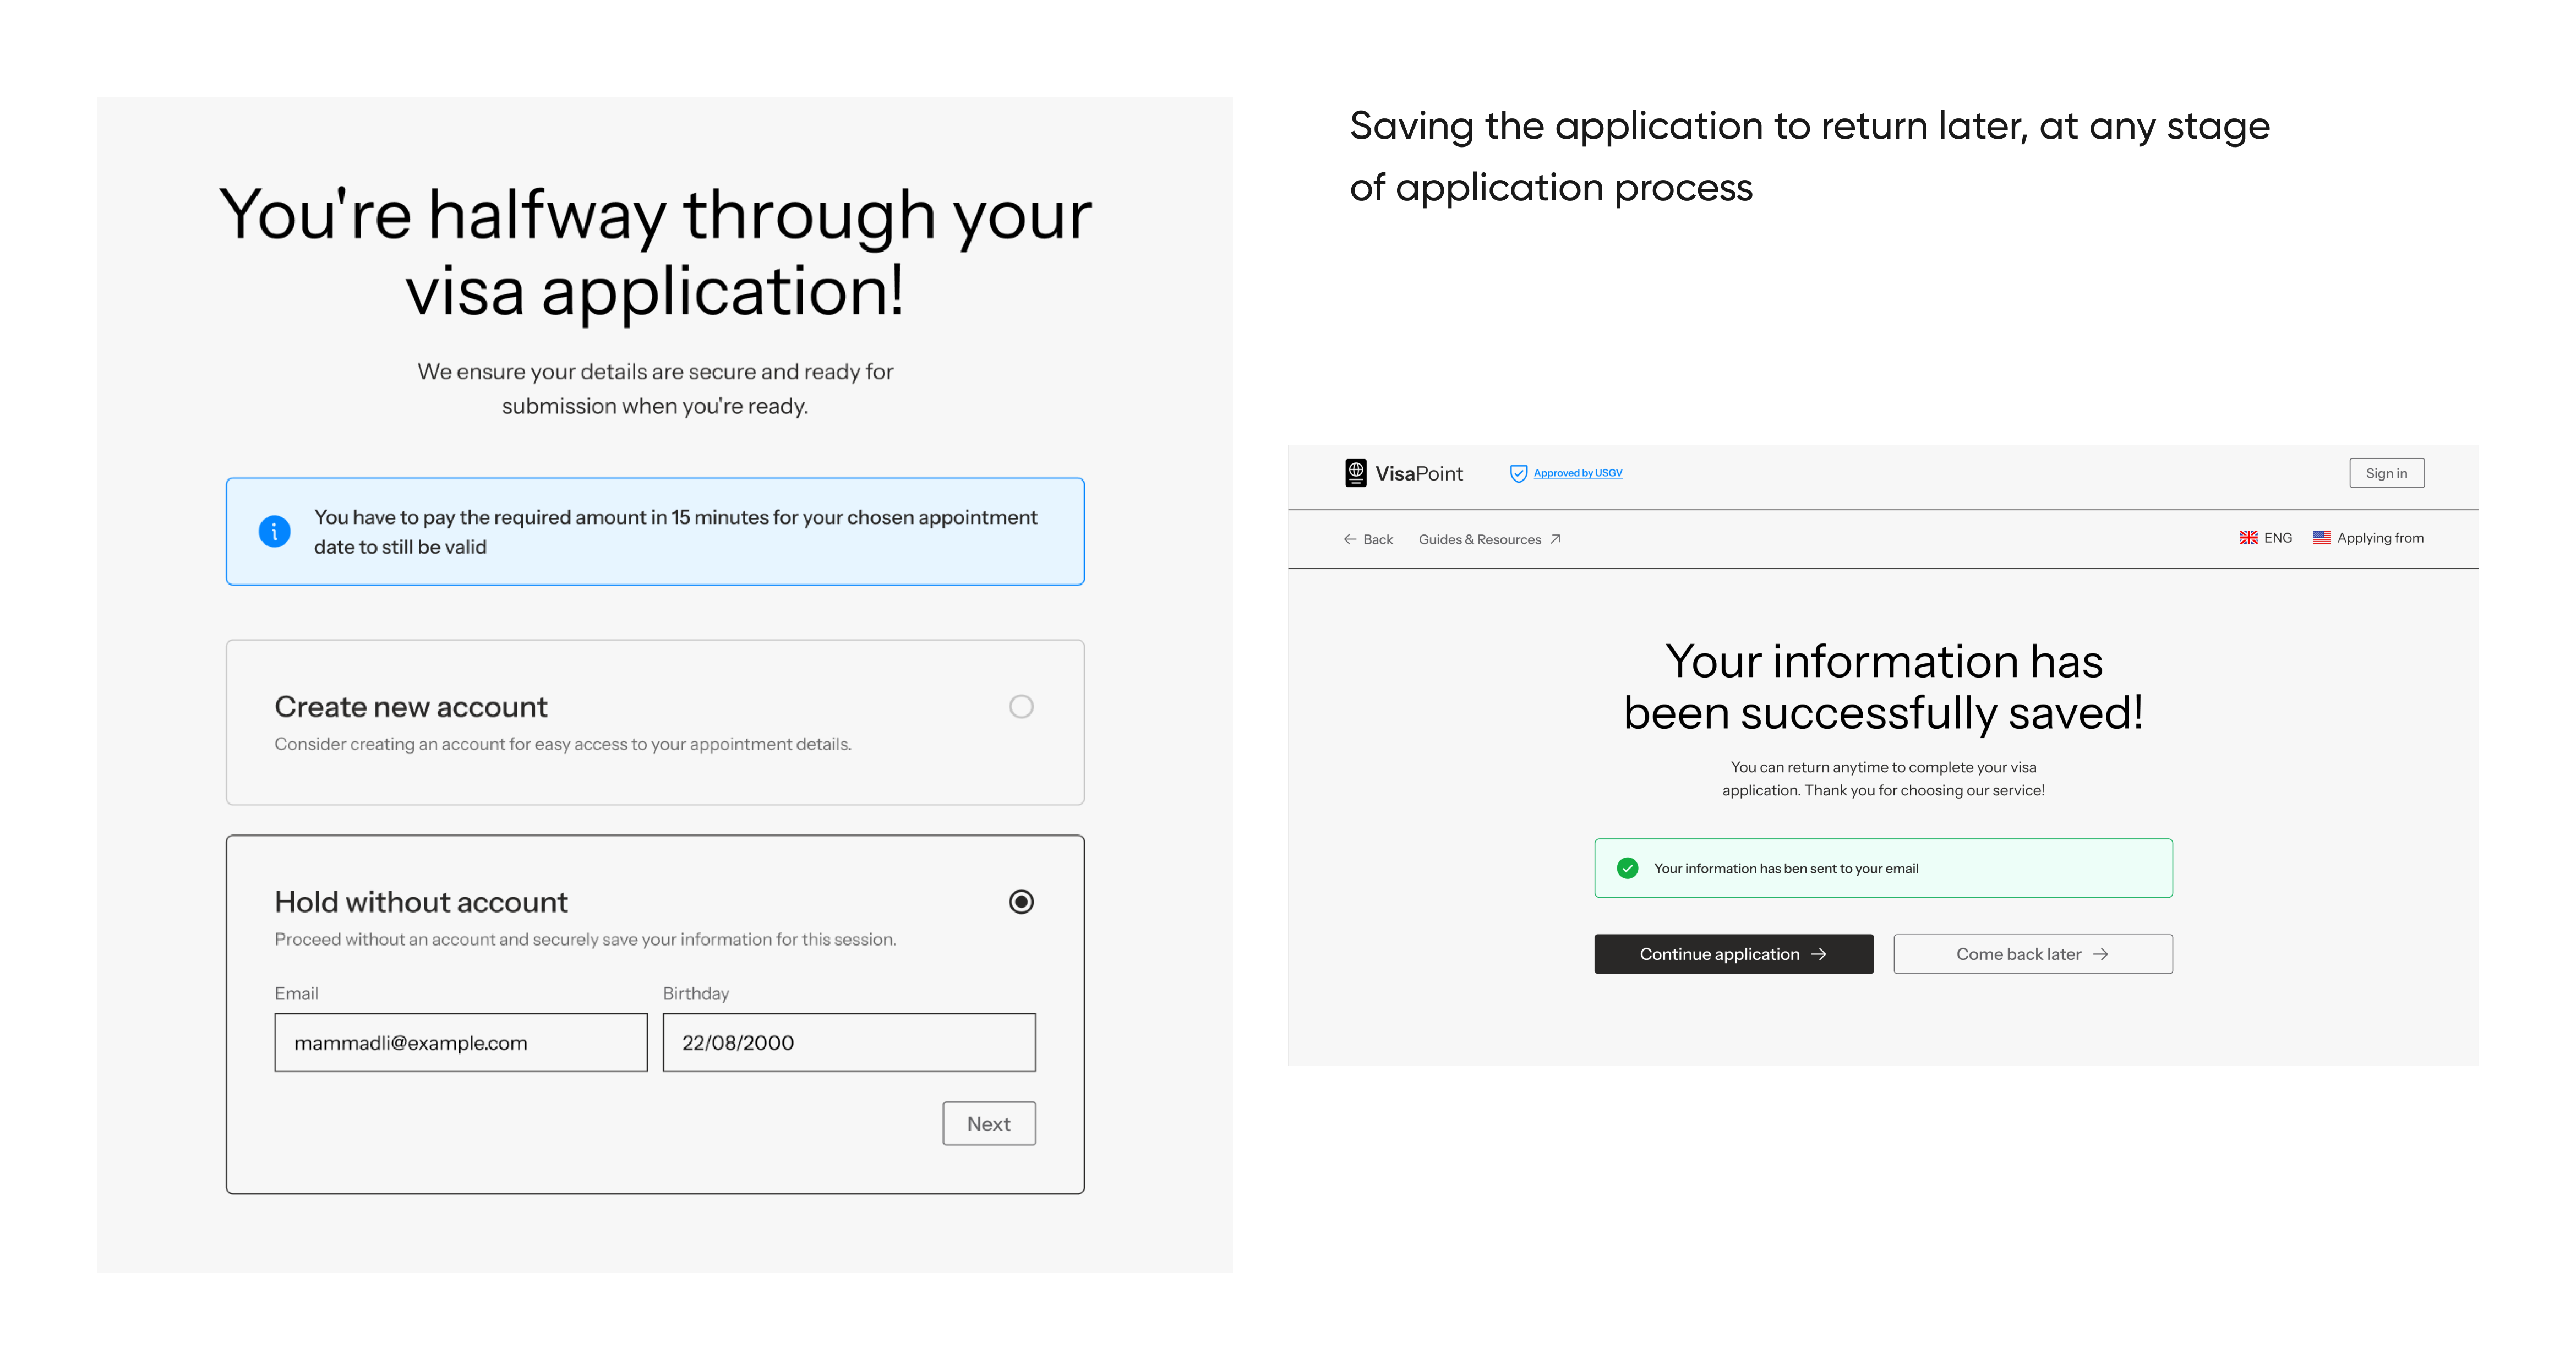 You're halfway through your
visa application!
We ensure your details are secure and ready for
submission when you're ready.
You have to pay the required amount in 15 minutes for your chosen appointment
date to still be valid
Create new account
Consider creating an account for easy access to your appointment details.
Hold without account
Proceed without an account and securely save your information for this session.
Email
Birthday
mammadli@example.com
22/08/2000
Next
Saving the application to return later, at any stage
of application process
VisaPoint
Approved by USGV
Sign in
Back
Guides & Resources
ENG
Applying from
Your information has
been successfully saved!
You can return anytime to complete your visa
application. Thank you for choosing our service!
Your information has ben sent to your email
Continue application
Come back later